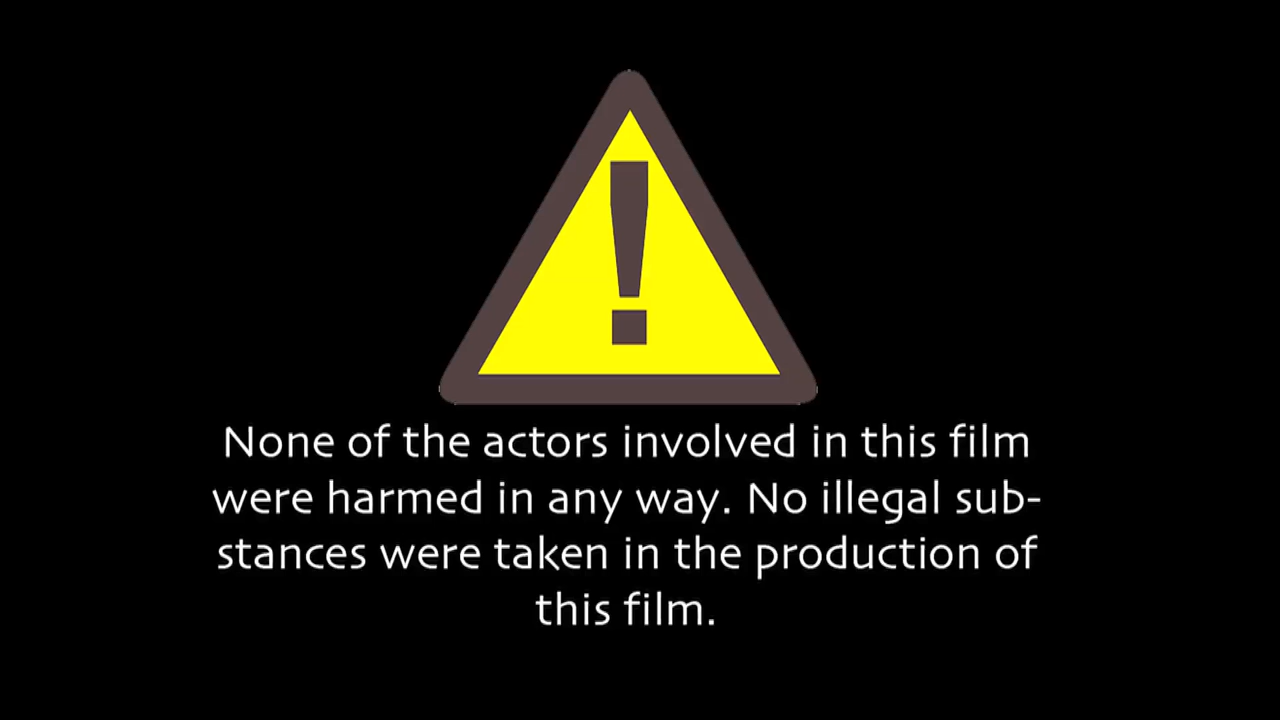 None of the actors involved in this film
were harmed in any way. No illegal sub-
stances were taken in the production of
this film.